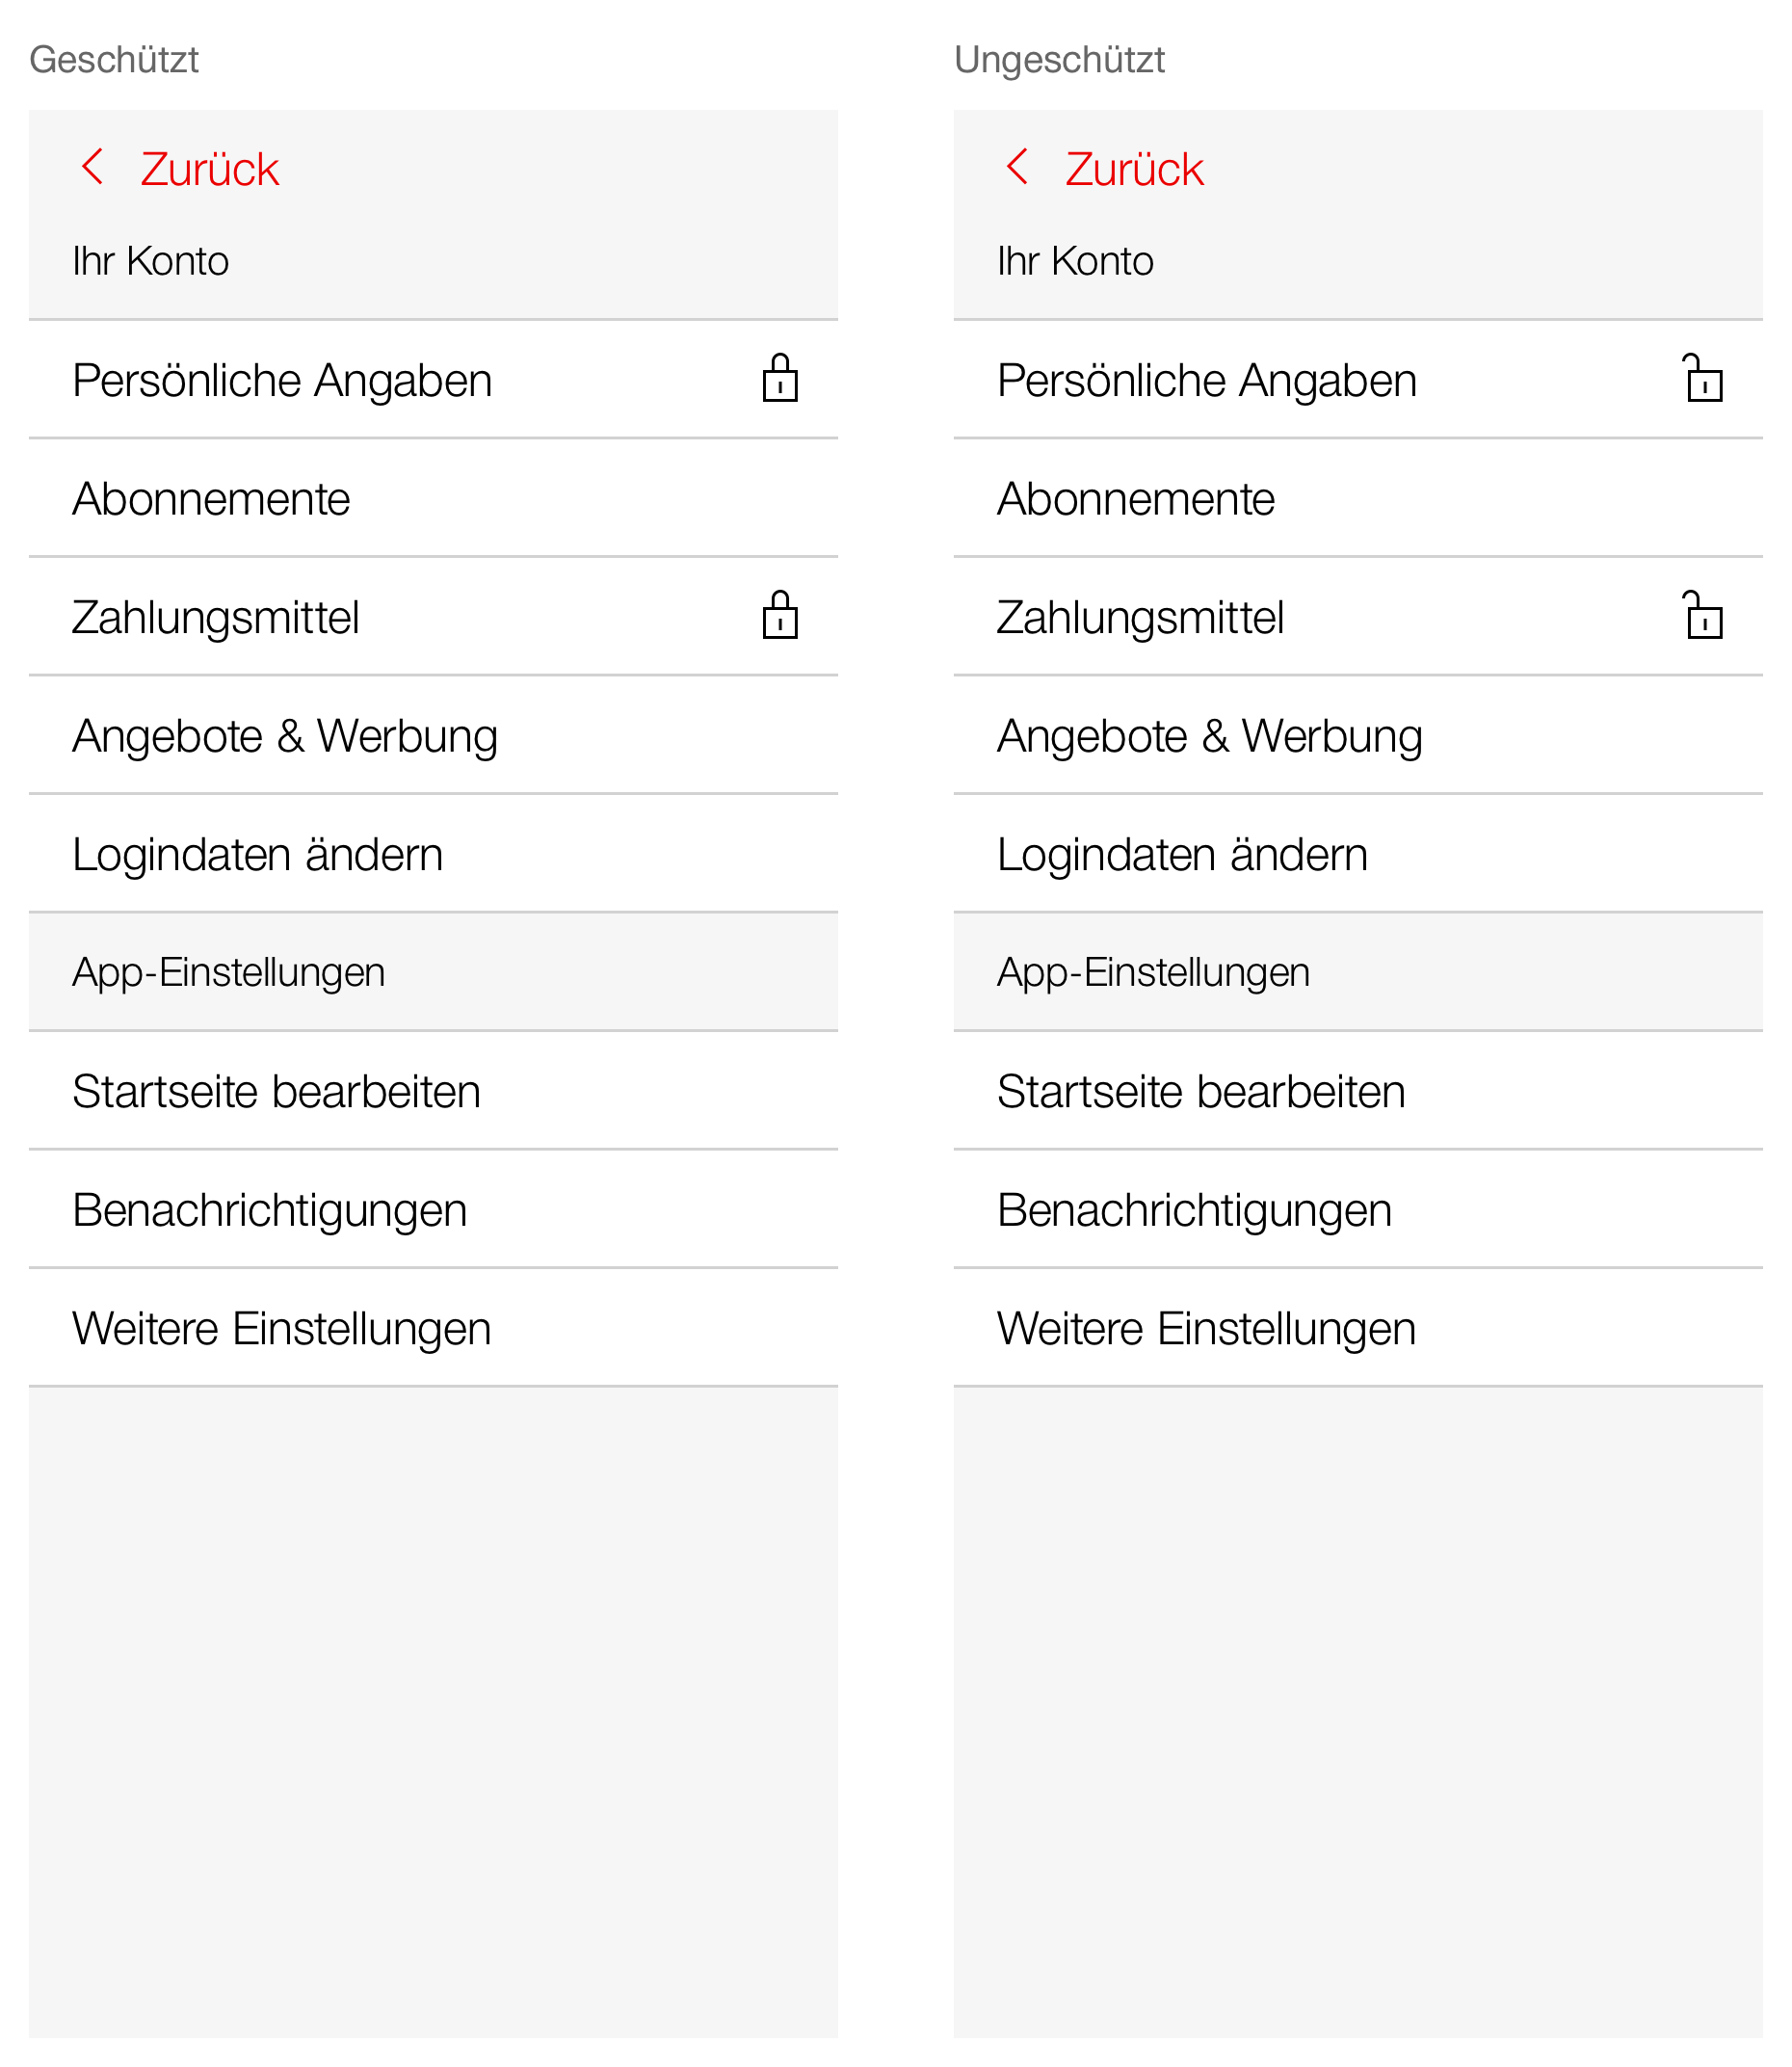 Geschützt
Zurück
Ihr Konto
Persönliche Angaben
Abonnemente
Zahlungsmittel
Angebote & Werbung
Logindaten ändern
App-Einstellungen
Startseite bearbeiten
Benachrichtigungen
Weitere Einstellungen
Ungeschützt
Zurück
Ihr Konto
Persönliche Angaben
Abonnemente
Zahlungsmittel
Angebote & Werbung
Logindaten ändern
App-Einstellungen
Startseite bearbeiten
Benachrichtigungen
Weitere Einstellungen